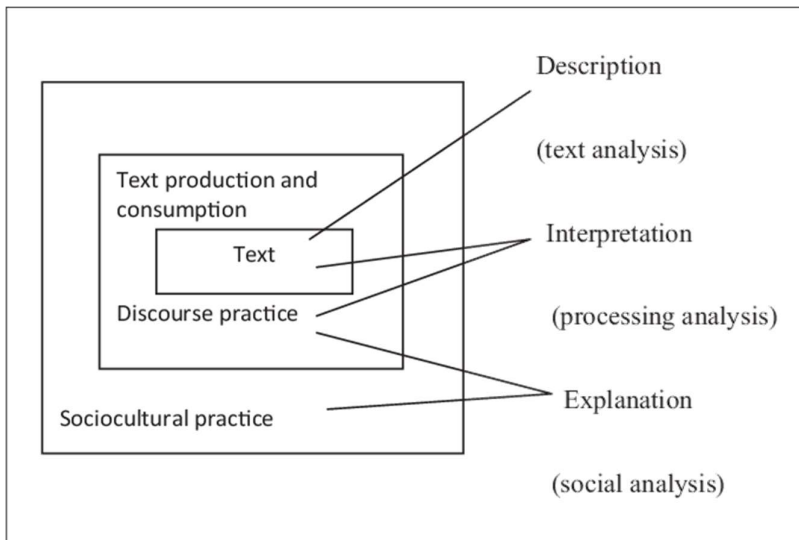 Description
(text analysis)
Text production and
consumption
Text
Interpretation
Discourse practice
(processing analysis)
Explanation
Sociocultural practice
(social analysis)